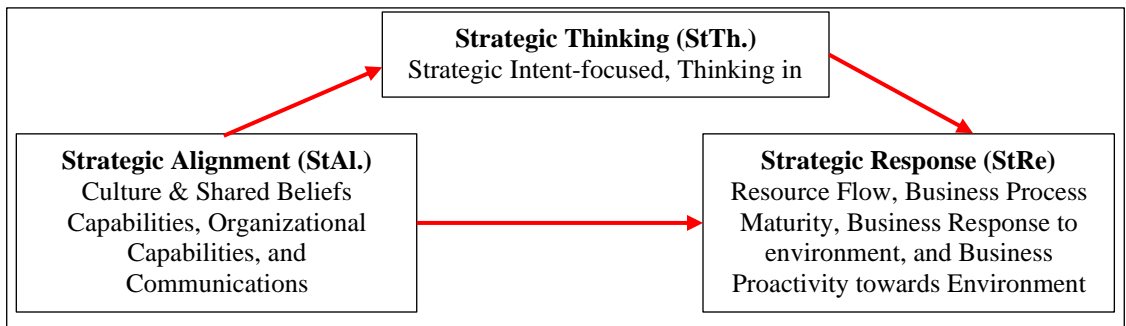 Strategic Thinking (StTh.)
Strategic Intent-focused, Thinking in
Strategic Alignment (StAl.)
Culture & Shared Beliefs
Capabilities, Organizational
Capabilities, and
Communications
Strategic Response (StRe)
Resource Flow, Business Process
Maturity, Business Response to
environment, and Business
Proactivity towards Environment